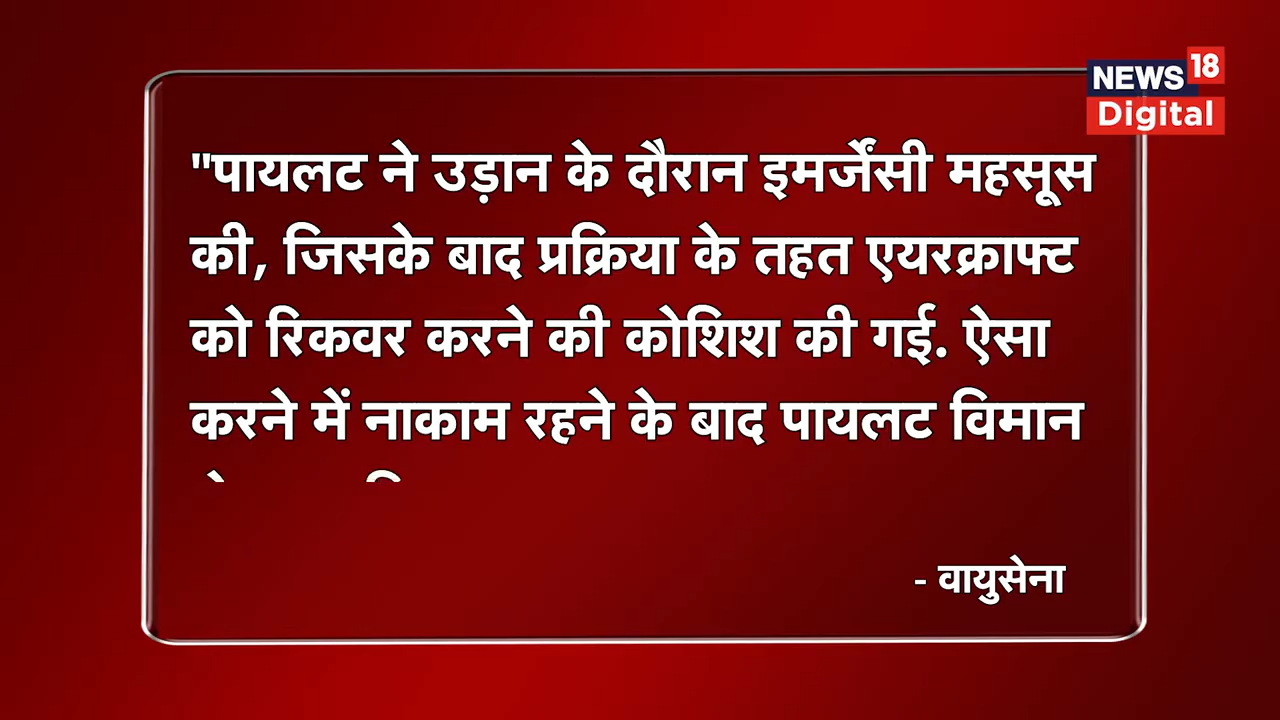 NEWS 18
Digital
"पायलट ने उड़ान के दौरान इमर्जेंसी महसूस
की, जिसके बाद प्रक्रिया के तहत एयरक्राफ्ट
को रिकवर करने की कोशिश की गई. ऐसा
करने में नाकाम रहने के बाद पायलट विमान
- वायुसेना